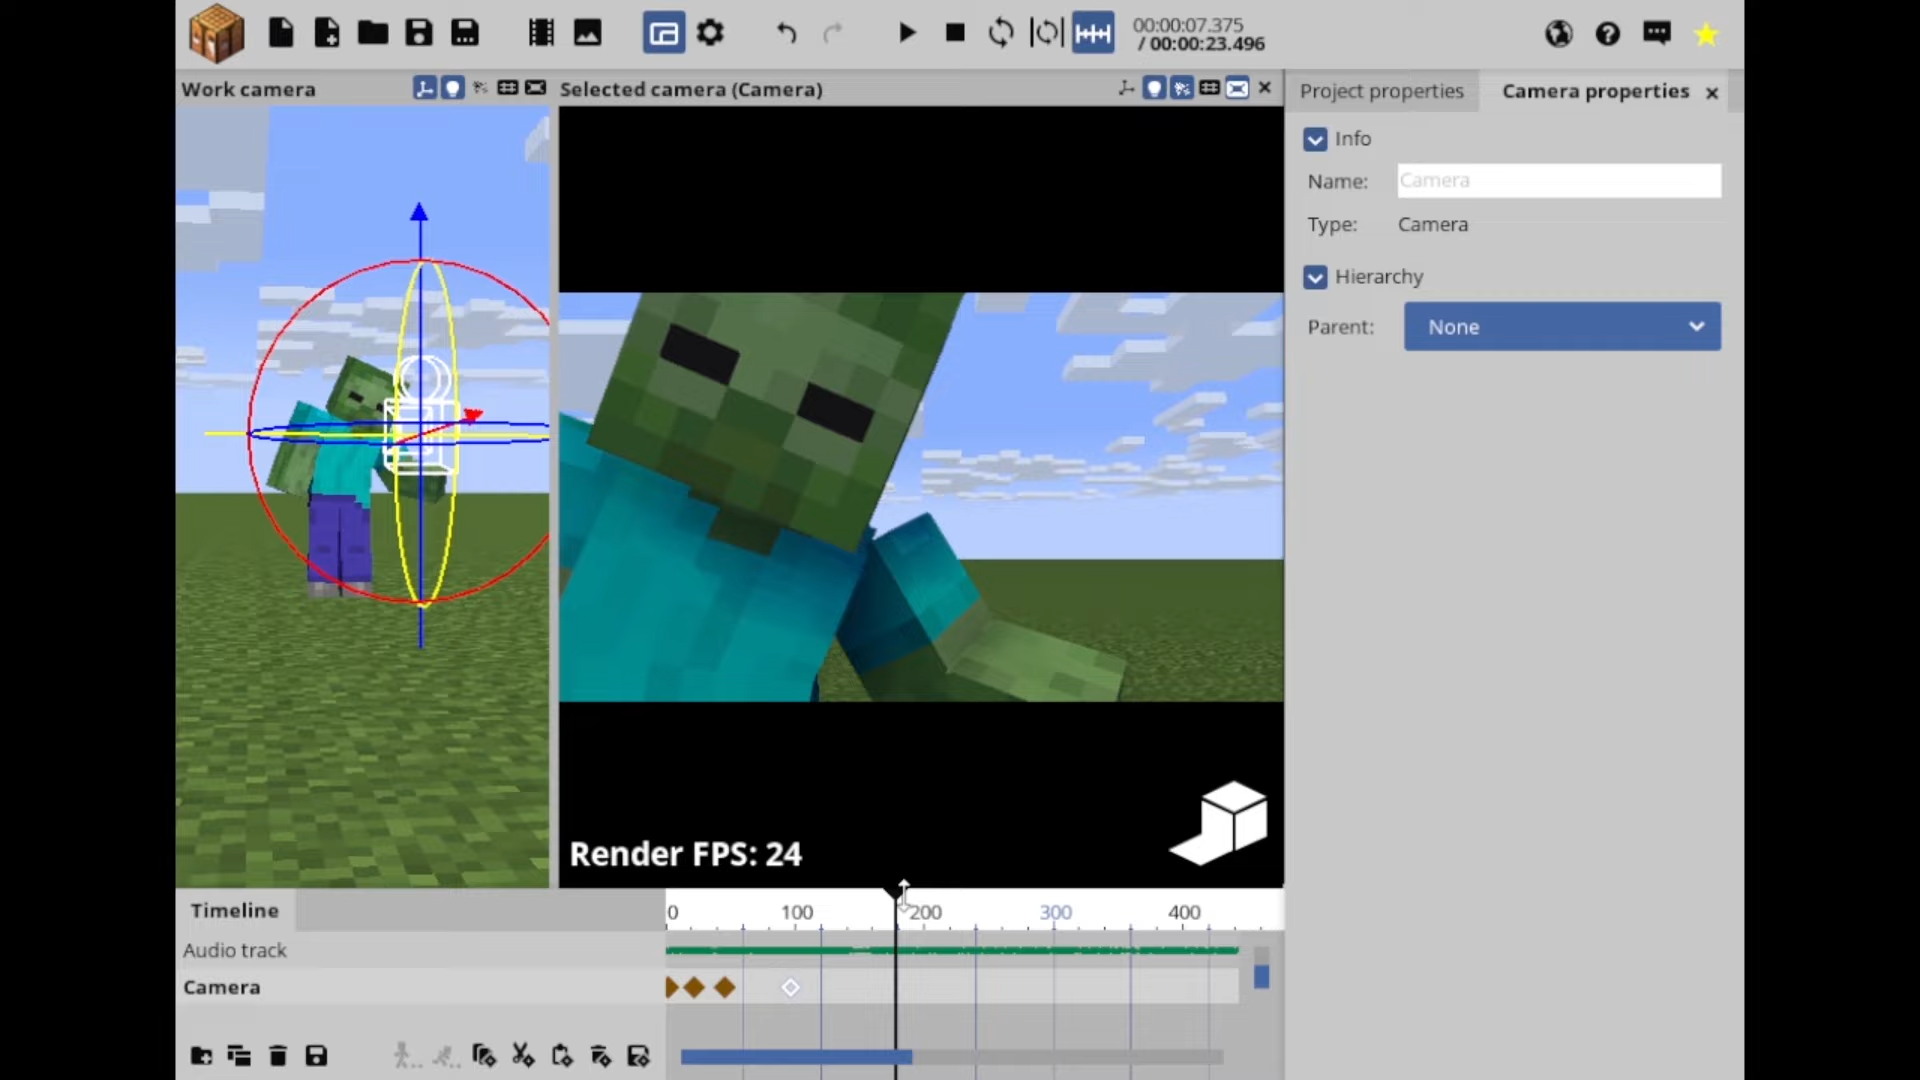 00:00:07.375
/ 00:00:23.496
Work camera
Selected camera (Camera)
Project properties
Camera properties
Info
Name: Camera
Type: Camera
Hierarchy
Parent: None
Render FPS: 24
Timeline
0 100 200 300 400
Audio track
Camera